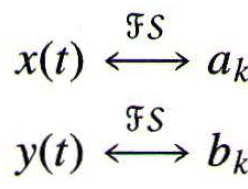 x(t) ⟷^{ℱS} a_k
y(t) ⟷^{ℱS} b_k